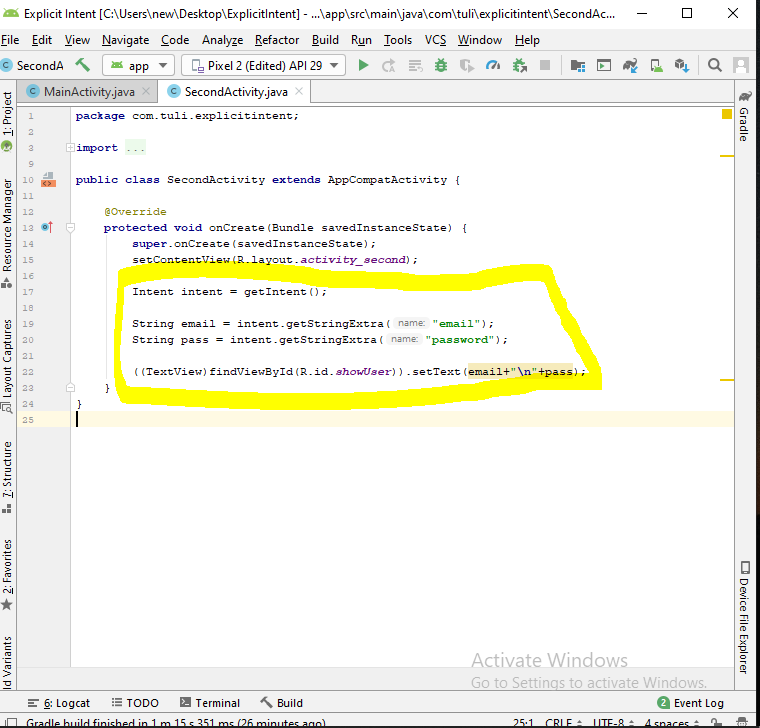 Explicit Intent [C:\Users\new\Desktop\ExplicitIntent] - ...\app\src\main\java\com\tuli\explicitintent\SecondAc...
File Edit View Navigate Code Analyze Refactor Build Run Tools VCS Window Help
SecondA app Pixel 2 (Edited) API 29
MainActivity.java SecondActivity.java
1 package com.tuli.explicitintent;
2
3 import ...
9
10 public class SecondActivity extends AppCompatActivity {
11
12 @Override
13 protected void onCreate(Bundle savedInstanceState) {
14 super.onCreate(savedInstanceState);
15 setContentView(R.layout.activity_second);
16
17 Intent intent = getIntent();
18
19 String email = intent.getStringExtra( name: "email");
20 String pass = intent.getStringExtra( name: "password");
21
22 ((TextView)findViewById(R.id.showUser)).setText(email+"\n"+pass);
23 }
24 }
25
1: Project
Resource Manager
Layout Captures
7: Structure
2: Favorites
ld Variants
Gradle
Device File Explorer
Activate Windows
Go to Settings to activate Windows.
6: Logcat TODO Terminal Build 2 Event Log
Gradle build finished in 1 m 15 s 351 ms (26 minutes ago) 25:1 CRLF UTF-8 4 spaces